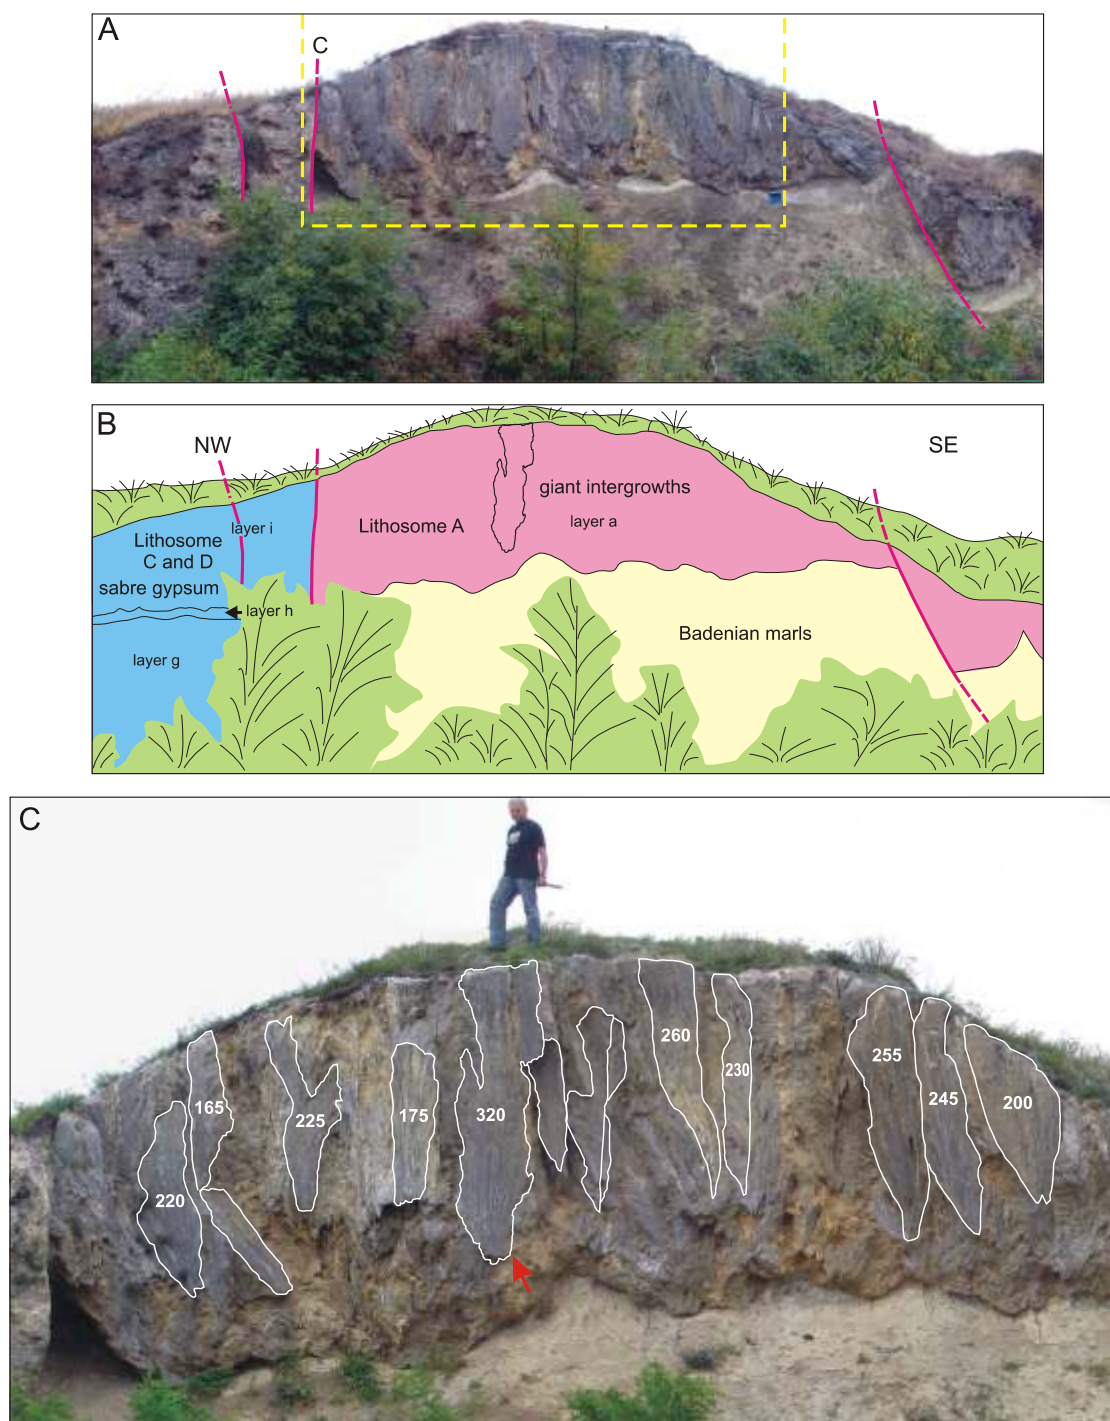 A
C
B
NW
SE
layer i
giant intergrowths
Lithosome A
layer a
Lithosome
C and D
sabre gypsum
layer h
Badenian marls
layer g
C
260
230
255
165
225
175
320
245
200
220